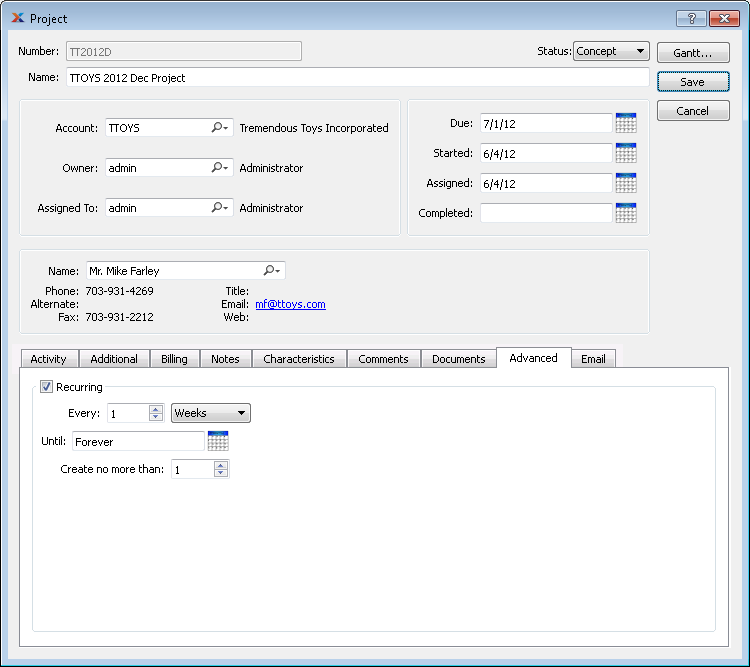 Project
Number: TT2012D Status: Concept Gantt...
Name: TTOYS 2012 Dec Project Save
Cancel
Account: TTOYS Tremendous Toys Incorporated
Owner: admin Administrator
Assigned To: admin Administrator
Due: 7/1/12
Started: 6/4/12
Assigned: 6/4/12
Completed:
Name: Mr. Mike Farley
Phone: 703-931-4269 Title:
Alternate: Email: mf@ttoys.com
Fax: 703-931-2212 Web:
Activity Additional Billing Notes Characteristics Comments Documents Advanced Email
Recurring
Every: 1 Weeks
Until: Forever
Create no more than: 1